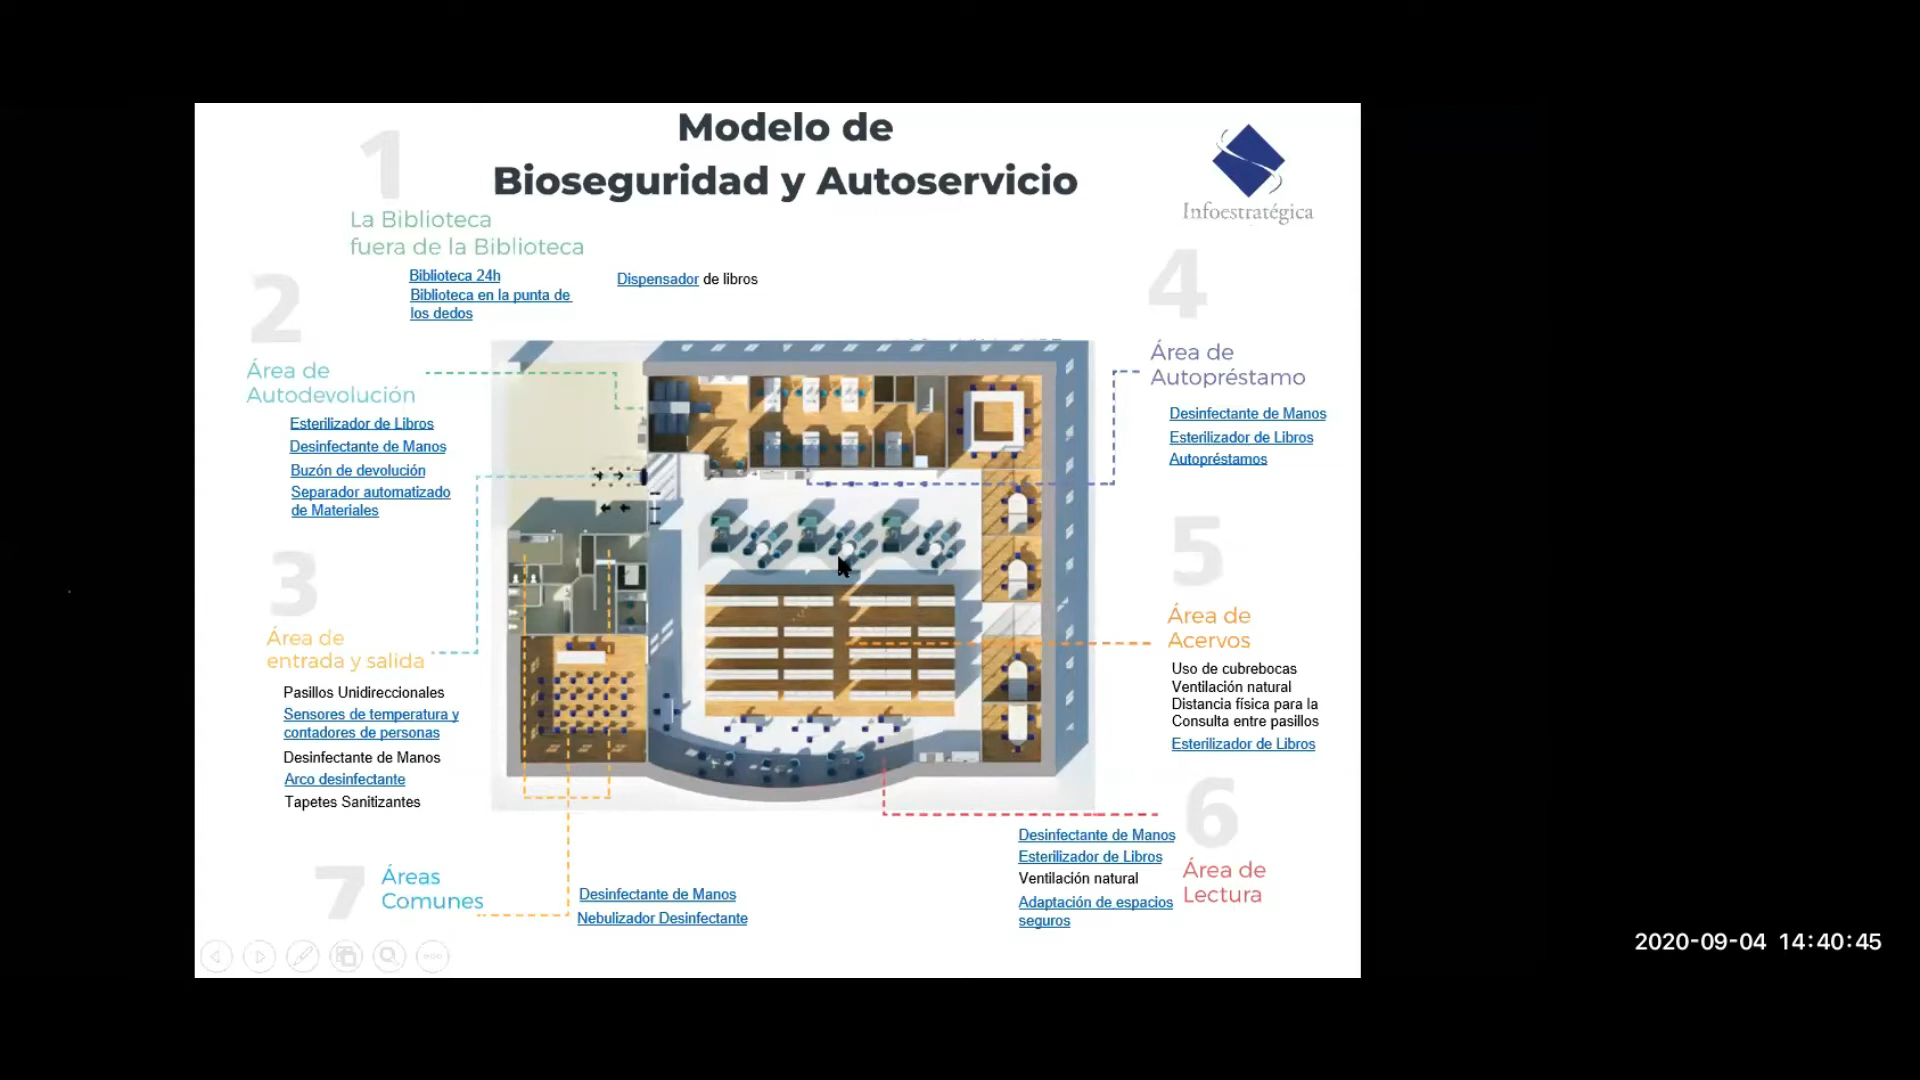 Modelo de
Bioseguridad y Autoservicio
Infoestratégica
1
La Biblioteca
fuera de la Biblioteca
Biblioteca 24h
Biblioteca en la punta de
los dedos
Dispensador de libros
2
Área de
Autodevolución
Esterilizador de Libros
Desinfectante de Manos
Buzón de devolución
Separador automatizado
de Materiales
3
Área de
entrada y salida
Pasillos Unidireccionales
Sensores de temperatura y
contadores de personas
Desinfectante de Manos
Arco desinfectante
Tapetes Sanitizantes
4
Área de
Autopréstamo
Desinfectante de Manos
Esterilizador de Libros
Autopréstamos
5
Área de
Acervos
Uso de cubrebocas
Ventilación natural
Distancia física para la
Consulta entre pasillos
Esterilizador de Libros
6
Área de
Lectura
Desinfectante de Manos
Esterilizador de Libros
Ventilación natural
Adaptación de espacios
seguros
7
Áreas
Comunes
Desinfectante de Manos
Nebulizador Desinfectante
2020-09-04 14:40:45